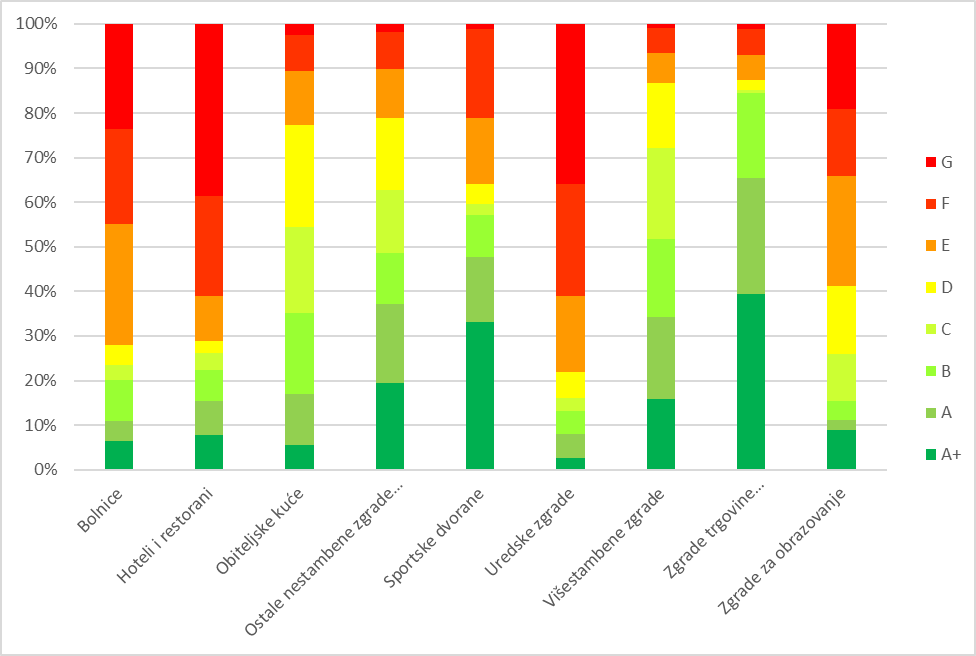 100%
90%
80%
70%
60%
50%
40%
30%
20%
10%
0%
Bolnice
Hoteli i restorani
Obiteljske kuće
Ostale nestambene zgrade...
Sportske dvorane
Uredske zgrade
Višestambene zgrade
Zgrade trgovine...
Zgrade za obrazovanje
G
F
E
D
C
B
A
A+